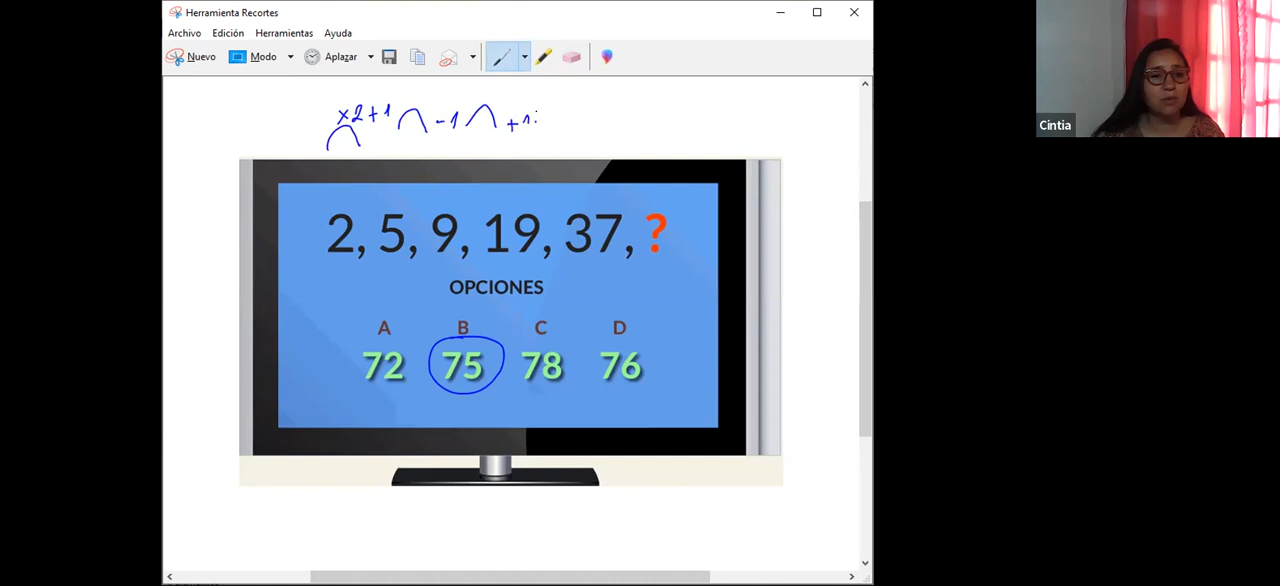 Herramienta Recortes
Archivo Edición Herramientas Ayuda
Nuevo Modo Aplazar
x2+1 -1 +1
2, 5, 9, 19, 37, ?
OPCIONES
A B C D
72 75 78 76
Cintia